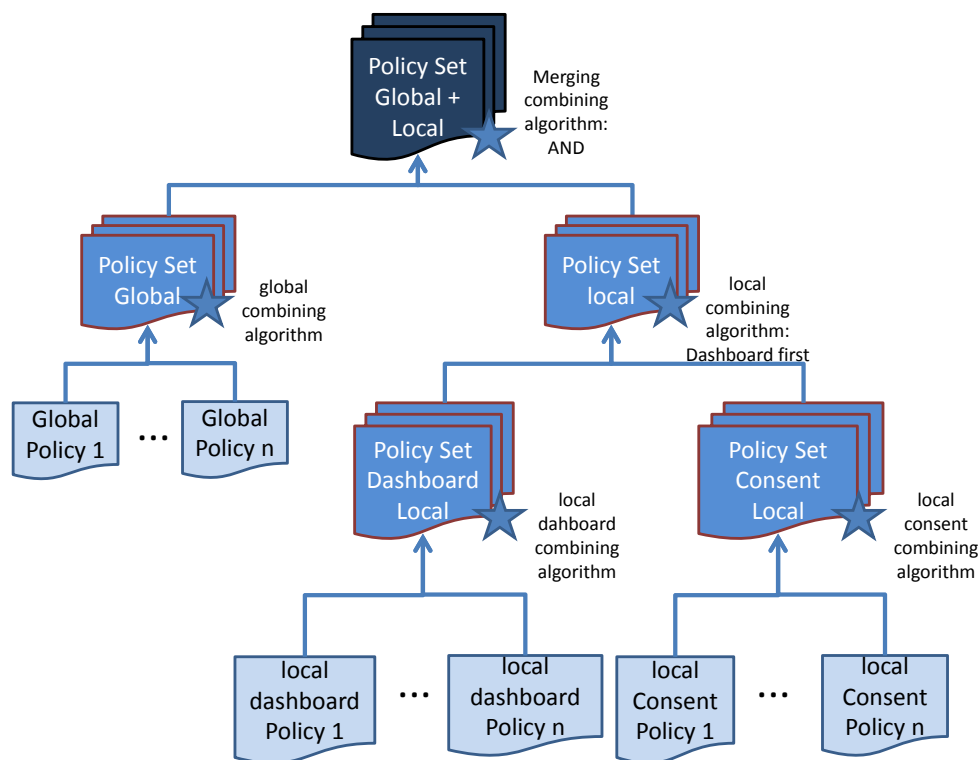 Policy Set
Global +
Local
Merging
combining
algorithm:
AND
Policy Set
Global
global
combining
algorithm
Policy Set
local
local
combining
algorithm:
Dashboard first
Global
Policy 1
...
Global
Policy n
Policy Set
Dashboard
Local
local
dahboard
combining
algorithm
Policy Set
Consent
Local
local
consent
combining
algorithm
local
dashboard
Policy 1
...
local
dashboard
Policy n
local
Consent
Policy 1
...
local
Consent
Policy n